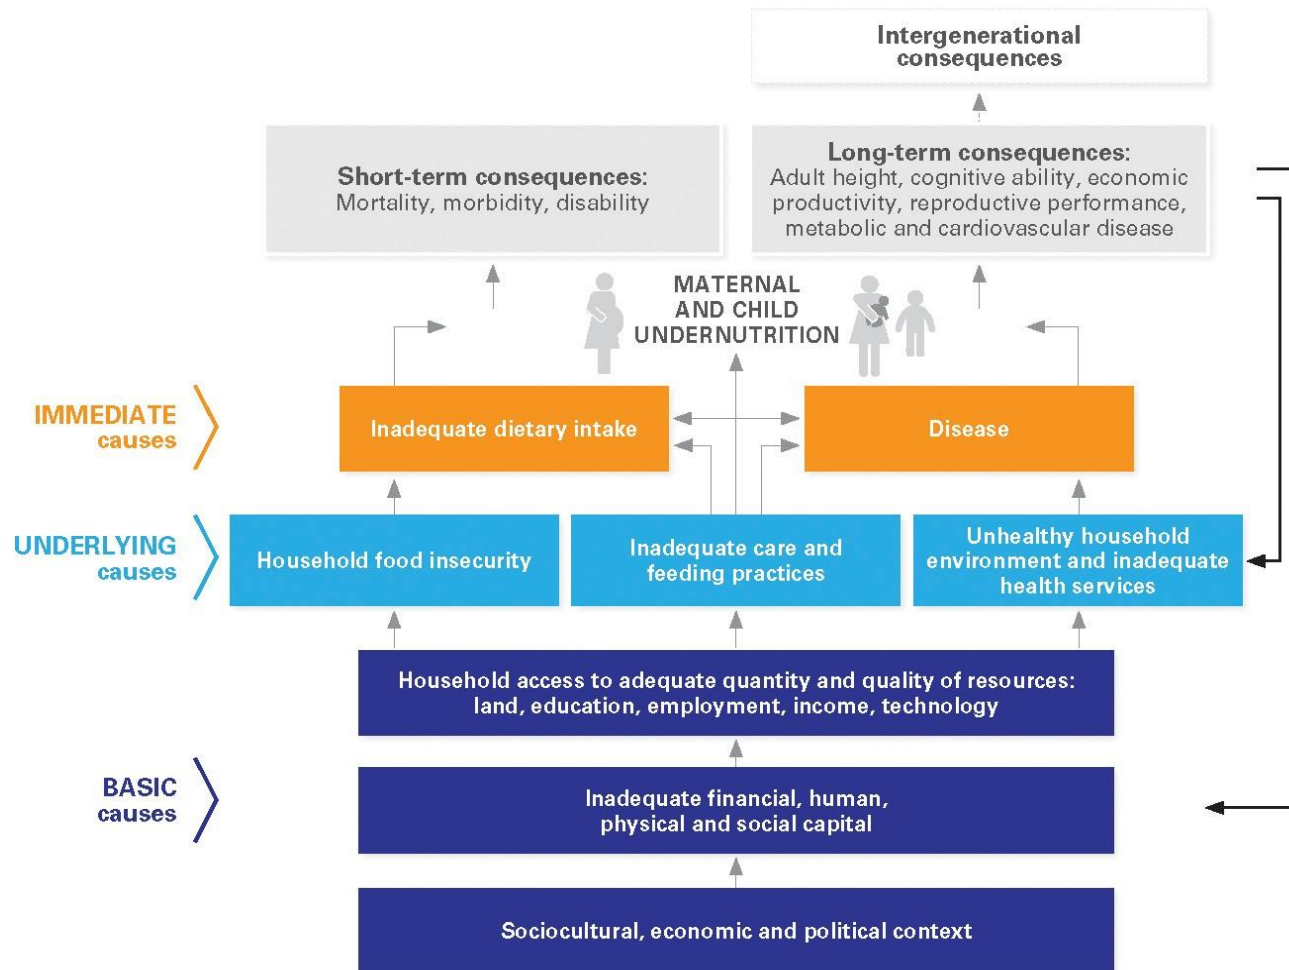 Intergenerational
consequences
Short-term consequences:
Mortality, morbidity, disability
Long-term consequences:
Adult height, cognitive ability, economic
productivity, reproductive performance,
metabolic and cardiovascular disease
MATERNAL
AND CHILD
UNDERNUTRITION
IMMEDIATE
causes
Inadequate dietary intake
Disease
UNDERLYING
causes
Household food insecurity
Inadequate care and
feeding practices
Unhealthy household
environment and inadequate
health services
Household access to adequate quantity and quality of resources:
land, education, employment, income, technology
BASIC
causes
Inadequate financial, human,
physical and social capital
Sociocultural, economic and political context